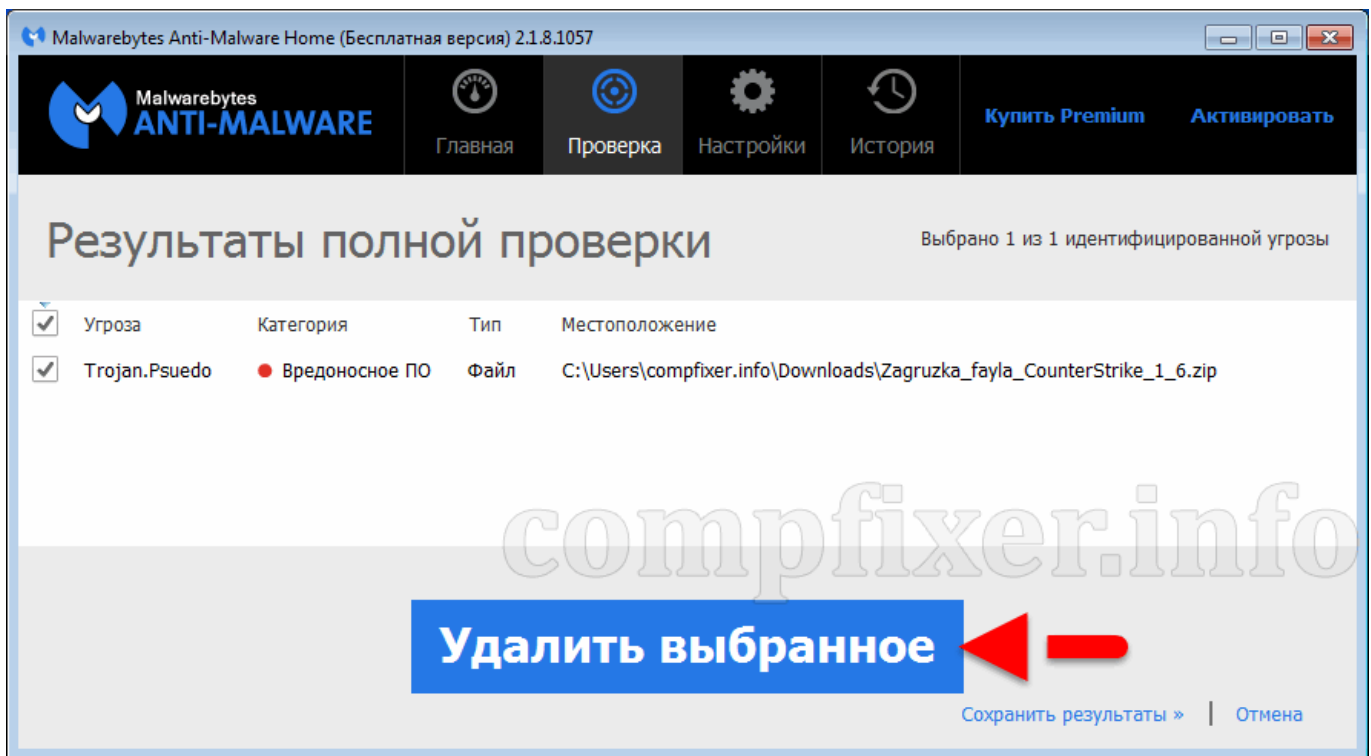 Malwarebytes Anti-Malware Home (Бесплатная версия) 2.1.8.1057
Malwarebytes
ANTI-MALWARE
Главная
Проверка
Настройки
История
Купить Premium
Активировать
Результаты полной проверки
Выбрано 1 из 1 идентифицированной угрозы
Угроза Категория Тип Местоположение
Trojan.Psuedo Вредоносное ПО Файл C:\Users\compfixer.info\Downloads\Zagruzka_fayla_CounterStrike_1_6.zip
compfixer.info
Удалить выбранное
Сохранить результаты » | Отмена